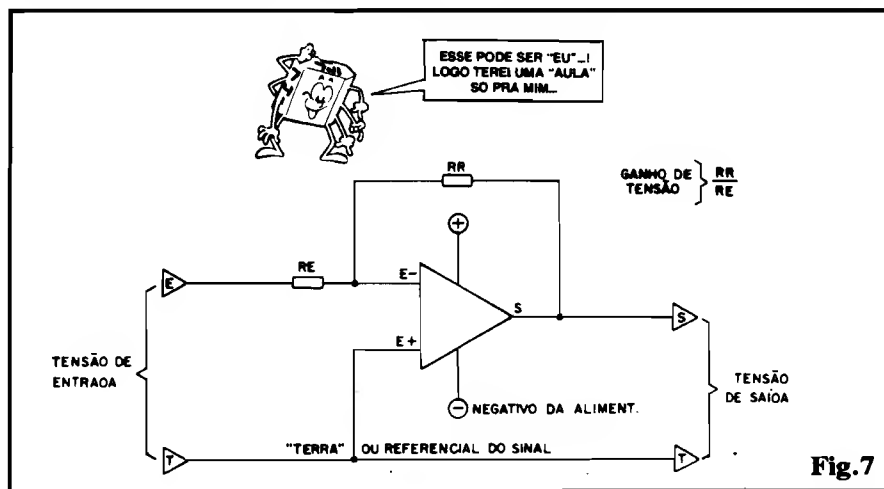 ESSE PODE SER "EU"...!
LOGO TEREI UMA "AULA"
SO PRA MIM...
RR
GANHO DE
TENSÃO
RR
RE
+
RE
E
E-
S
S
E+
TENSÃO DE
ENTRAOA
TENSÃO
DE SAÍOA
- NEGATIVO DA ALIMENT.
"TERRA" OU REFERENCIAL DO SINAL
T
T
Fig.7